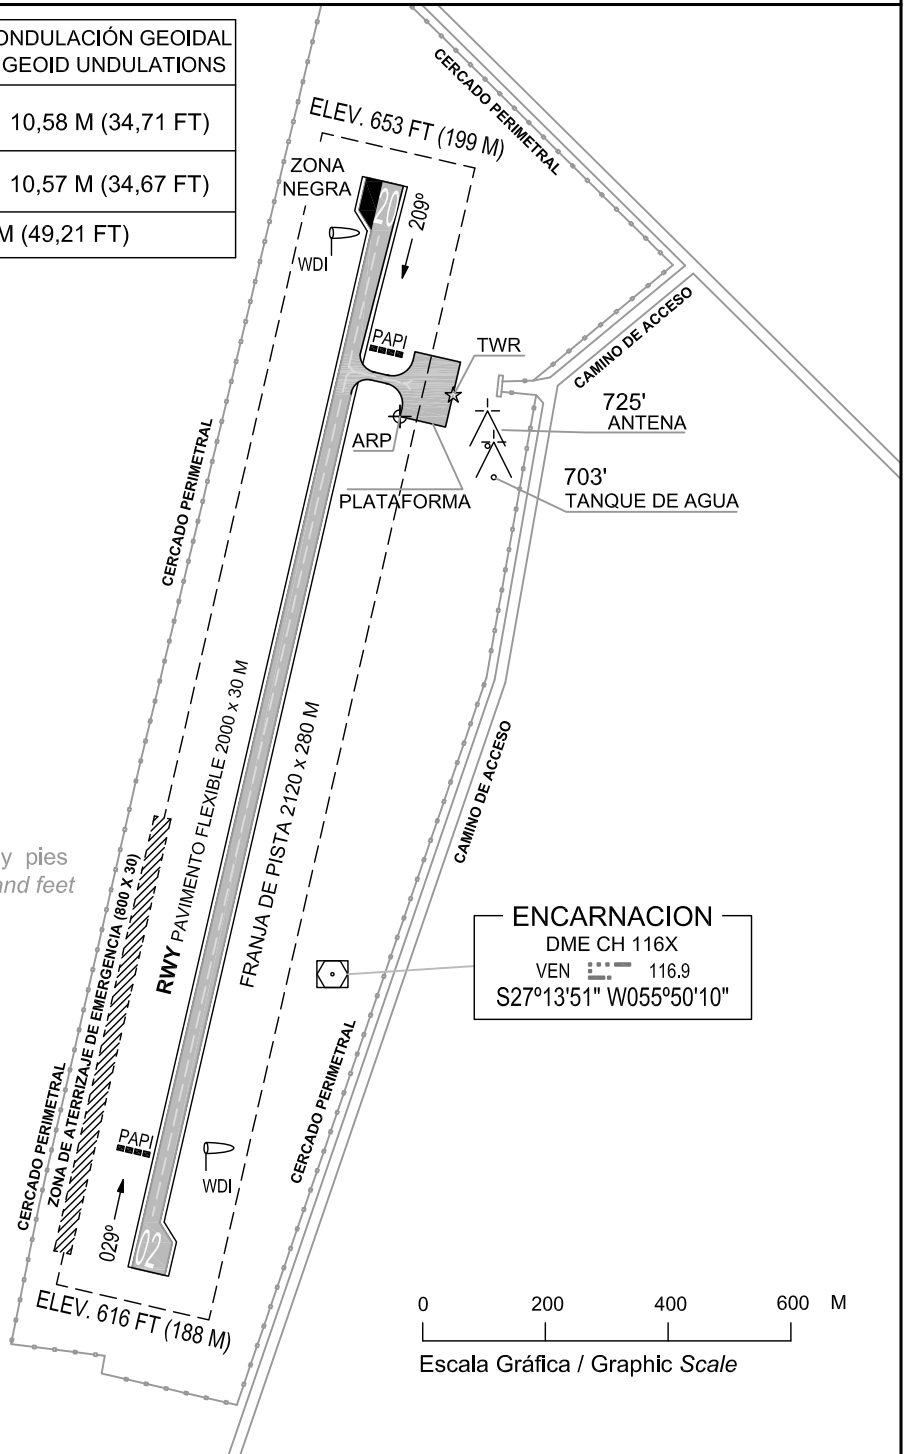 ONDULACIÓN GEOIDAL
GEOID UNDULATIONS
10,58 M (34,71 FT)
10,57 M (34,67 FT)
M (49,21 FT)
CERCADO PERIMETRAL
ELEV. 653 FT (199 M)
ZONA
NEGRA
20
209º
WDI
PAPI
TWR
CAMINO DE ACCESO
725'
ANTENA
ARP
703'
PLATAFORMA
TANQUE DE AGUA
CERCADO PERIMETRAL
RWY PAVIMENTO FLEXIBLE 2000 x 30 M
FRANJA DE PISTA 2120 x 280 M
CAMINO DE ACCESO
y pies
and feet
ZONA DE ATERRIZAJE DE EMERGENCIA (800 X 30)
ENCARNACION
DME CH 116X
VEN 116.9
S27º13'51" W055º50'10"
CERCADO PERIMETRAL
CERCADO PERIMETRAL
PAPI
WDI
029º
02
ELEV. 616 FT (188 M)
0 200 400 600 M
Escala Gráfica / Graphic Scale